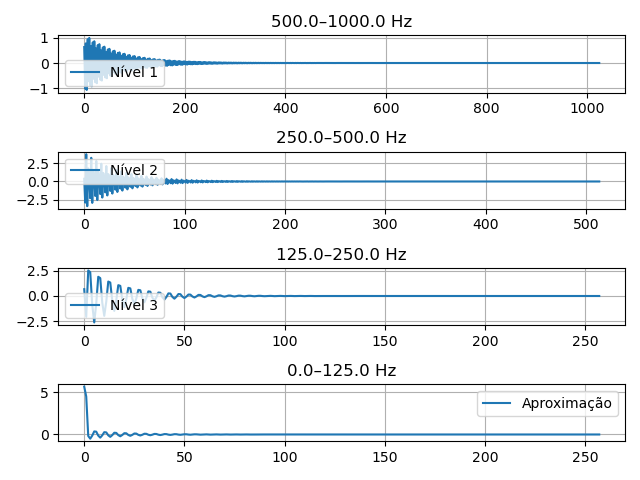 500.0–1000.0 Hz
1
0
−1
Nível 1
0 200 400 600 800 1000
250.0–500.0 Hz
2.5
0.0
−2.5
Nível 2
0 100 200 300 400 500
125.0–250.0 Hz
2.5
0.0
−2.5
Nível 3
0 50 100 150 200 250
0.0–125.0 Hz
5
0
Aproximação
0 50 100 150 200 250